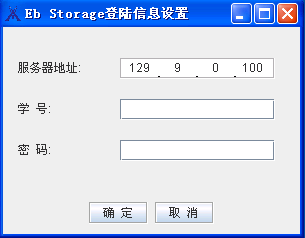 Eb Storage登陆信息设置
服务器地址: 129 . 9 . 0 . 100
学 号:
密 码:
确 定 取 消